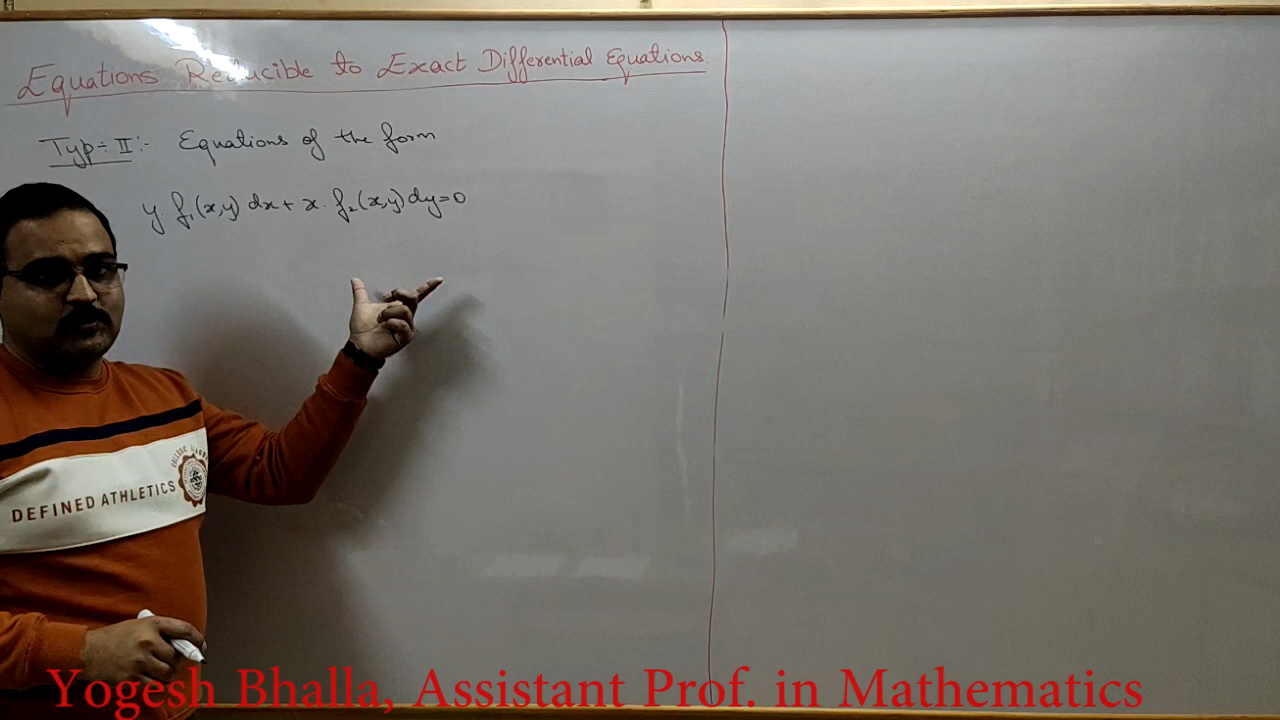 Equations Reducible to Exact Differential Equations
Typ-II:- Equations of the form
y f₁(x,y) dx + x. f₂(x,y) dy = 0
DEFINED ATHLETICS
Yogesh Bhalla, Assistant Prof. in Mathematics